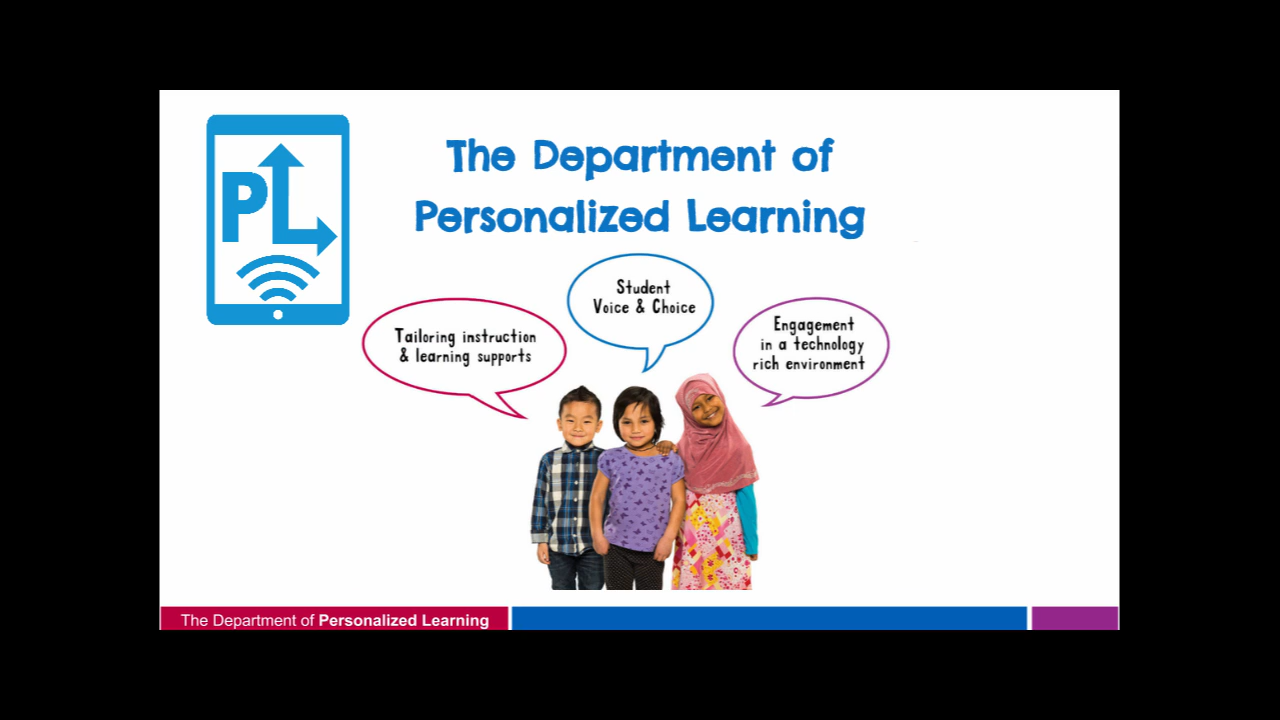 PL
The Department of
Personalized Learning
Student
Voice & Choice
Tailoring instruction
& learning supports
Engagement
in a technology
rich environment
The Department of Personalized Learning